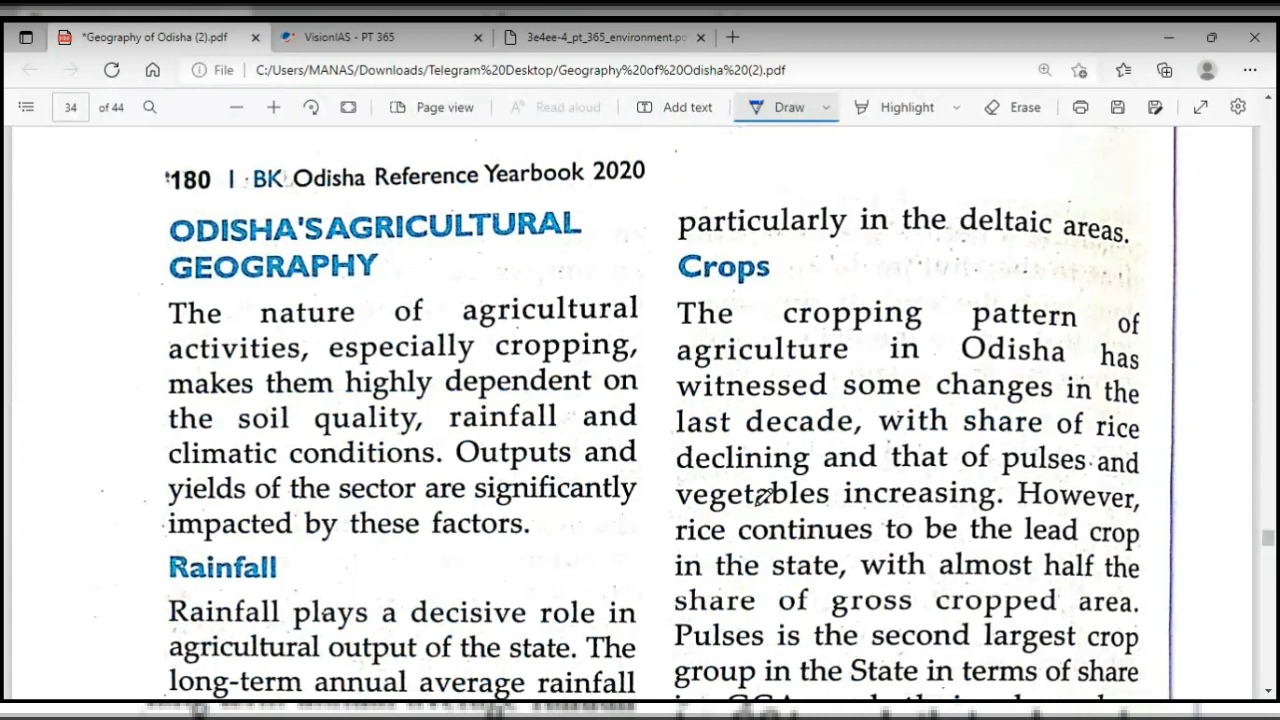 *Geography of Odisha (2).pdf
VisionIAS - PT 365
3e4ee-4_pt_365_environment.pd
File
C:/Users/MANAS/Downloads/Telegram%20Desktop/Geography%20of%20Odisha%20(2).pdf
34 of 44
Page view
Read aloud
Add text
Draw
Highlight
Erase
180 | BK Odisha Reference Yearbook 2020
ODISHA'S AGRICULTURAL
GEOGRAPHY
The nature of agricultural
activities, especially cropping,
makes them highly dependent on
the soil quality, rainfall and
climatic conditions. Outputs and
yields of the sector are significantly
impacted by these factors.
Rainfall
Rainfall plays a decisive role in
agricultural output of the state. The
long-term annual average rainfall
particularly in the deltaic areas.
Crops
The cropping pattern of
agriculture in Odisha has
witnessed some changes in the
last decade, with share of rice
declining and that of pulses and
vegetables increasing. However,
rice continues to be the lead crop
in the state, with almost half the
share of gross cropped area.
Pulses is the second largest crop
group in the State in terms of share